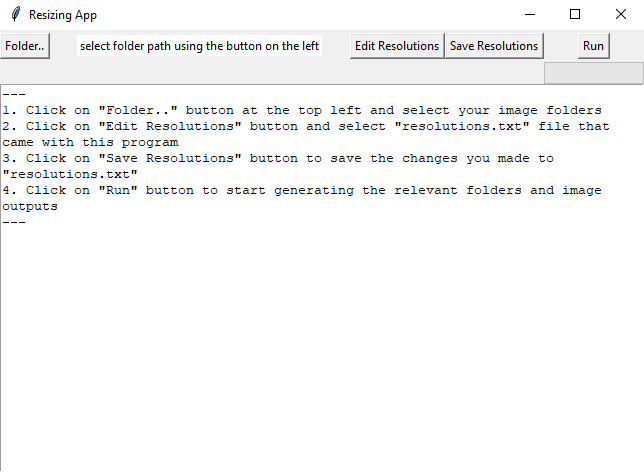 Resizing App
Folder.. select folder path using the button on the left Edit Resolutions Save Resolutions Run
---
1. Click on "Folder.." button at the top left and select your image folders
2. Click on "Edit Resolutions" button and select "resolutions.txt" file that
came with this program
3. Click on "Save Resolutions" button to save the changes you made to
"resolutions.txt"
4. Click on "Run" button to start generating the relevant folders and image
outputs
---